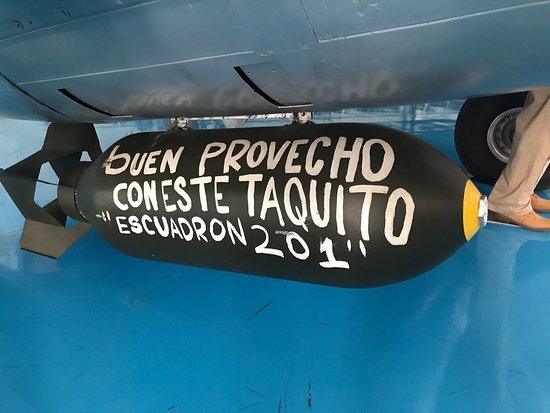 buEN PROVECHO
CON ESTE TAQUITO
"ESCUADRON 201"